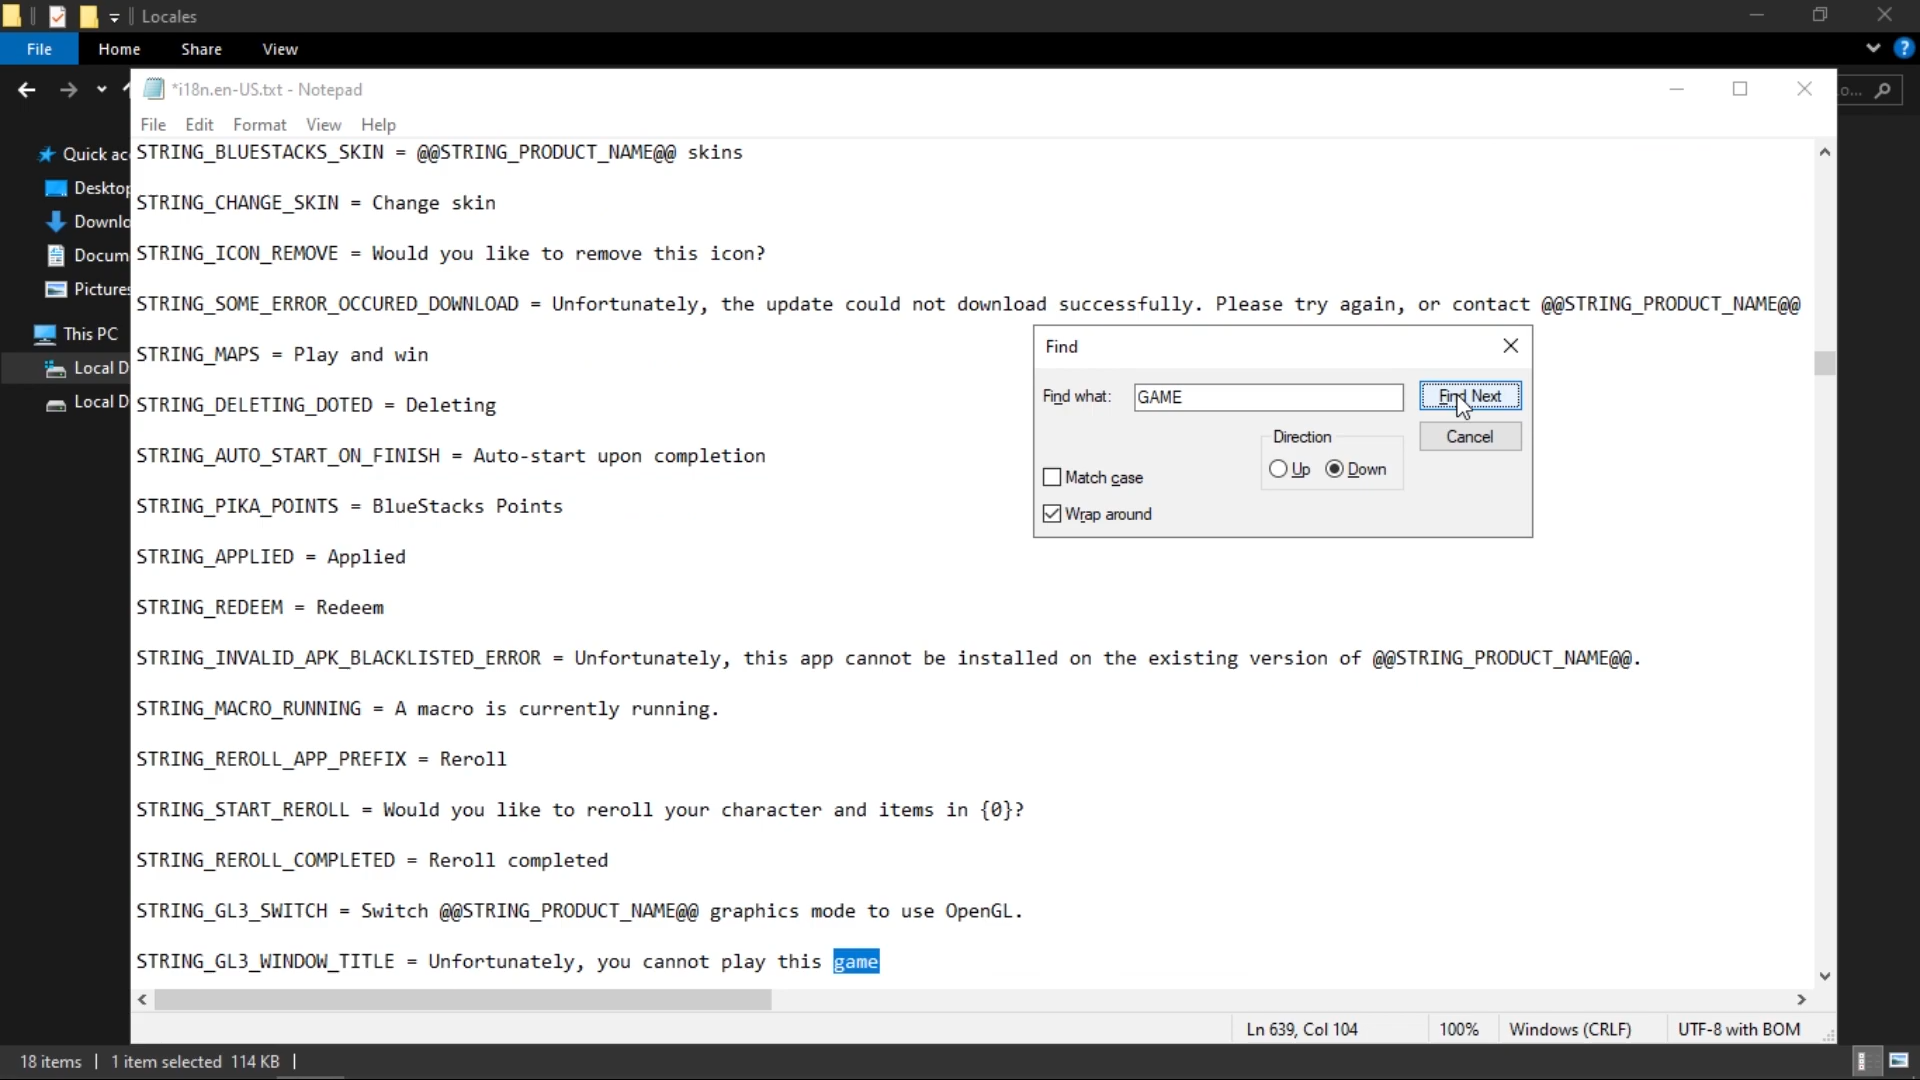 Locales
File Home Share View
*i18n.en-US.txt - Notepad
File Edit Format View Help
Quick ac
Desktop
Downlo
Docum
Pictures
This PC
Local D
Local D
STRING_BLUESTACKS_SKIN = @@STRING_PRODUCT_NAME@@ skins
STRING_CHANGE_SKIN = Change skin
STRING_ICON_REMOVE = Would you like to remove this icon?
STRING_SOME_ERROR_OCCURED_DOWNLOAD = Unfortunately, the update could not download successfully. Please try again, or contact @@STRING_PRODUCT_NAME@@
STRING_MAPS = Play and win
STRING_DELETING_DOTED = Deleting
STRING_AUTO_START_ON_FINISH = Auto-start upon completion
STRING_PIKA_POINTS = BlueStacks Points
STRING_APPLIED = Applied
STRING_REDEEM = Redeem
STRING_INVALID_APK_BLACKLISTED_ERROR = Unfortunately, this app cannot be installed on the existing version of @@STRING_PRODUCT_NAME@@.
STRING_MACRO_RUNNING = A macro is currently running.
STRING_REROLL_APP_PREFIX = Reroll
STRING_START_REROLL = Would you like to reroll your character and items in {0}?
STRING_REROLL_COMPLETED = Reroll completed
STRING_GL3_SWITCH = Switch @@STRING_PRODUCT_NAME@@ graphics mode to use OpenGL.
STRING_GL3_WINDOW_TITLE = Unfortunately, you cannot play this game
Find
Find what: GAME Find Next
Direction Cancel
Up Down
Match case
Wrap around
Ln 639, Col 104 100% Windows (CRLF) UTF-8 with BOM
18 items 1 item selected 114 KB